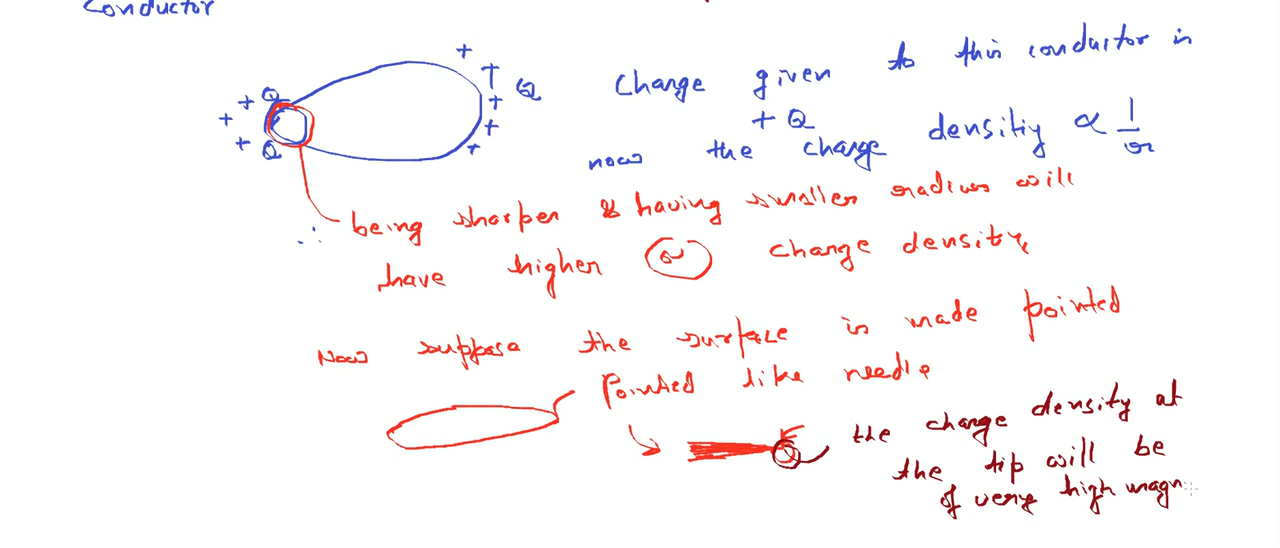 Conductor
+ + Q + + + +
+ Q + + Q
Charge given to this conductor is
+ Q
now the charge densitiy ∝ 1/r
∴ being sharper & having smaller radius will
have higher σ charge density
Now suppose the surface is made pointed
Pointed like needle
the charge density at
the tip will be
of very high magn